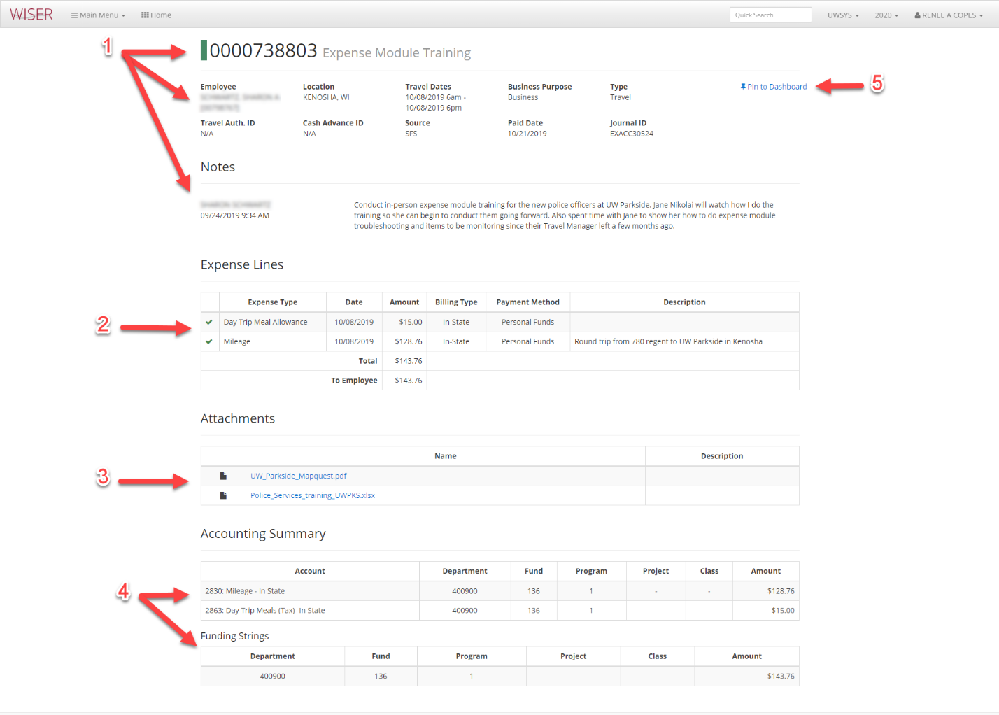 WISER Main Menu Home Quick Search UWSYS 2020 RENEE A COPES
1
0000738803 Expense Module Training
5
Employee Location Travel Dates Business Purpose Type Pin to Dashboard
KENOSHA, WI 10/08/2019 6am - Business Travel
10/08/2019 6pm
Travel Auth. ID Cash Advance ID Source Paid Date Journal ID
N/A N/A SFS 10/21/2019 EXACC30524
Notes
Conduct in-person expense module training for the new police officers at UW Parkside. Jane Nikolai will watch how I do the
09/24/2019 9:34 AM training so she can begin to conduct them going forward. Also spent time with Jane to show her how to do expense module
troubleshooting and items to be monitoring since their Travel Manager left a few months ago.
Expense Lines
Expense Type Date Amount Billing Type Payment Method Description
2
Day Trip Meal Allowance 10/08/2019 $15.00 In-State Personal Funds
Mileage 10/08/2019 $128.76 In-State Personal Funds Round trip from 780 regent to UW Parkside in Kenosha
Total $143.76
To Employee $143.76
Attachments
Name Description
3
UW_Parkside_Mapquest.pdf
Police_Services_training_UWPKS.xlsx
Accounting Summary
Account Department Fund Program Project Class Amount
4
2830: Mileage - In State 400900 136 1 - - $128.76
2863: Day Trip Meals (Tax) -In State 400900 136 1 - - $15.00
Funding Strings
Department Fund Program Project Class Amount
400900 136 1 - - $143.76